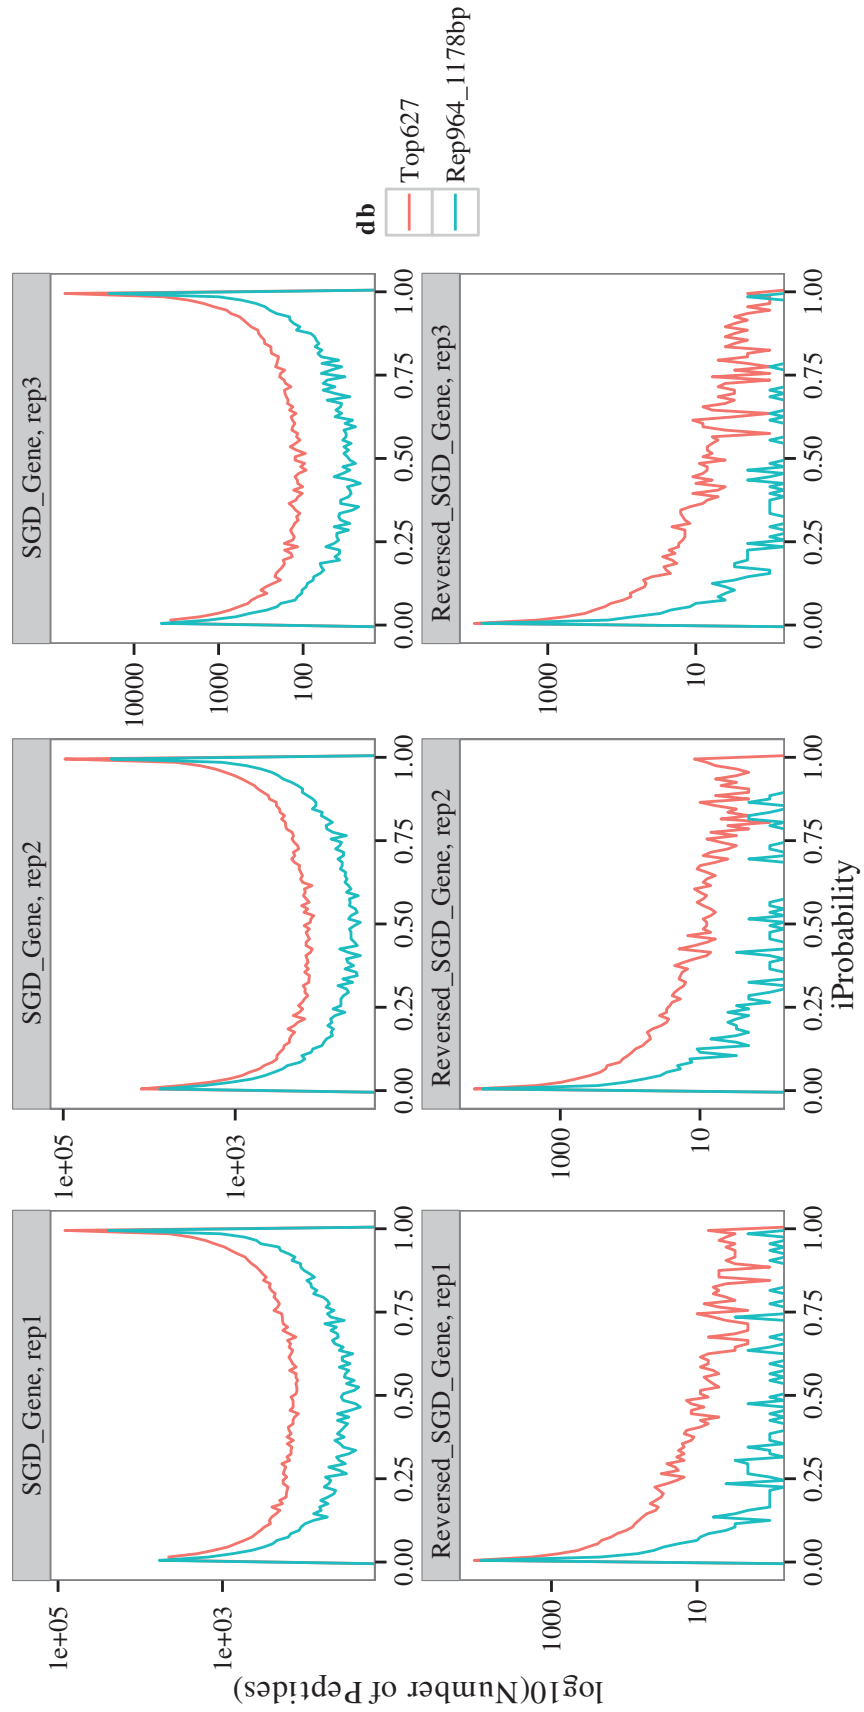 SGD_Gene, rep1
SGD_Gene, rep2
SGD_Gene, rep3
1e+05
1e+03
1e+05
1e+03
10000
1000
100
0.00 0.25 0.50 0.75 1.00
0.00 0.25 0.50 0.75 1.00
0.00 0.25 0.50 0.75 1.00
Reversed_SGD_Gene, rep1
Reversed_SGD_Gene, rep2
Reversed_SGD_Gene, rep3
1000
10
1000
10
1000
10
0.00 0.25 0.50 0.75 1.00
0.00 0.25 0.50 0.75 1.00
0.00 0.25 0.50 0.75 1.00
iProbability
log10(Number of Peptides)
db
Top627
Rep964_1178bp